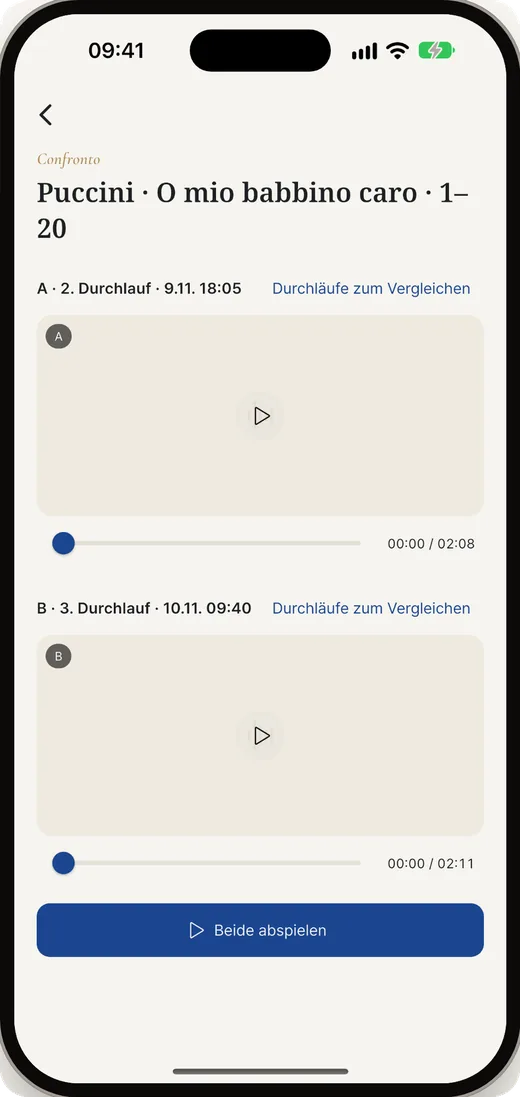 09:41
Confronto
Puccini · O mio babbino caro · 1–
20
A · 2. Durchlauf · 9.11. 18:05 Durchläufe zum Vergleichen
A
00:00 / 02:08
B · 3. Durchlauf · 10.11. 09:40 Durchläufe zum Vergleichen
B
00:00 / 02:11
Beide abspielen